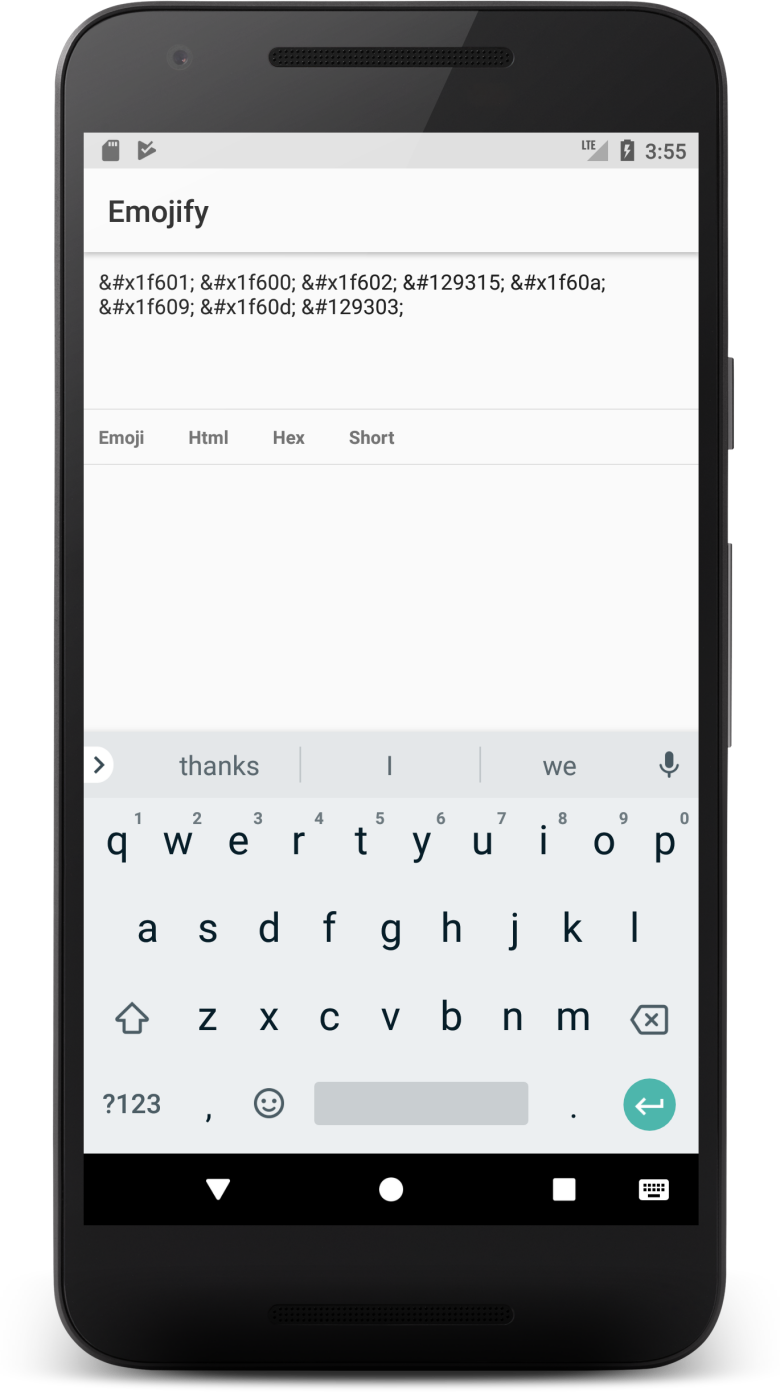 LTE 3:55
Emojify
&#x1f601; &#x1f600; &#x1f602; &#129315; &#x1f60a;
&#x1f609; &#x1f60d; &#129303;
Emoji Html Hex Short
thanks I we
1 2 3 4 5 6 7 8 9 0
q w e r t y u i o p
a s d f g h j k l
z x c v b n m
?123 , .